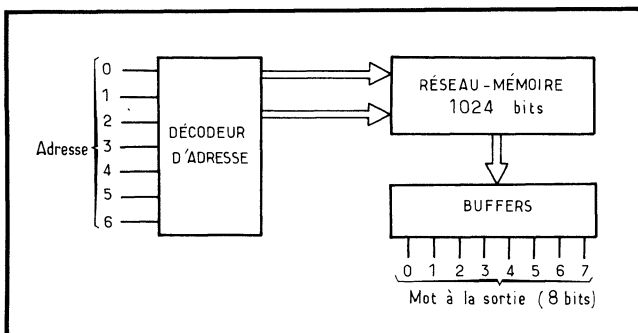 Adresse
0
1
2
3
4
5
6
DÉCODEUR
D'ADRESSE
RÉSEAU-MÉMOIRE
1024 bits
BUFFERS
0 1 2 3 4 5 6 7
Mot à la sortie (8 bits)